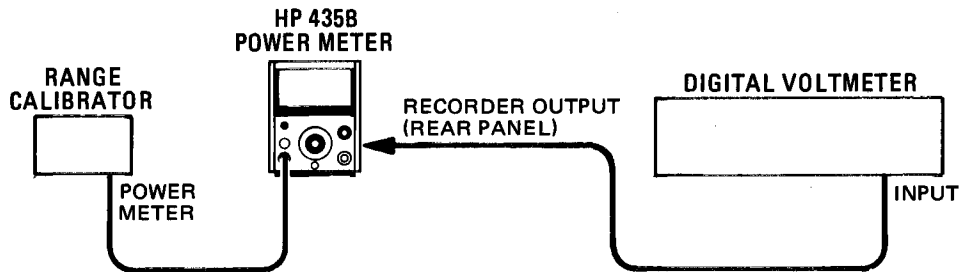 HP 435B
POWER METER
RANGE
CALIBRATOR
POWER
METER
RECORDER OUTPUT
(REAR PANEL)
DIGITAL VOLTMETER
INPUT